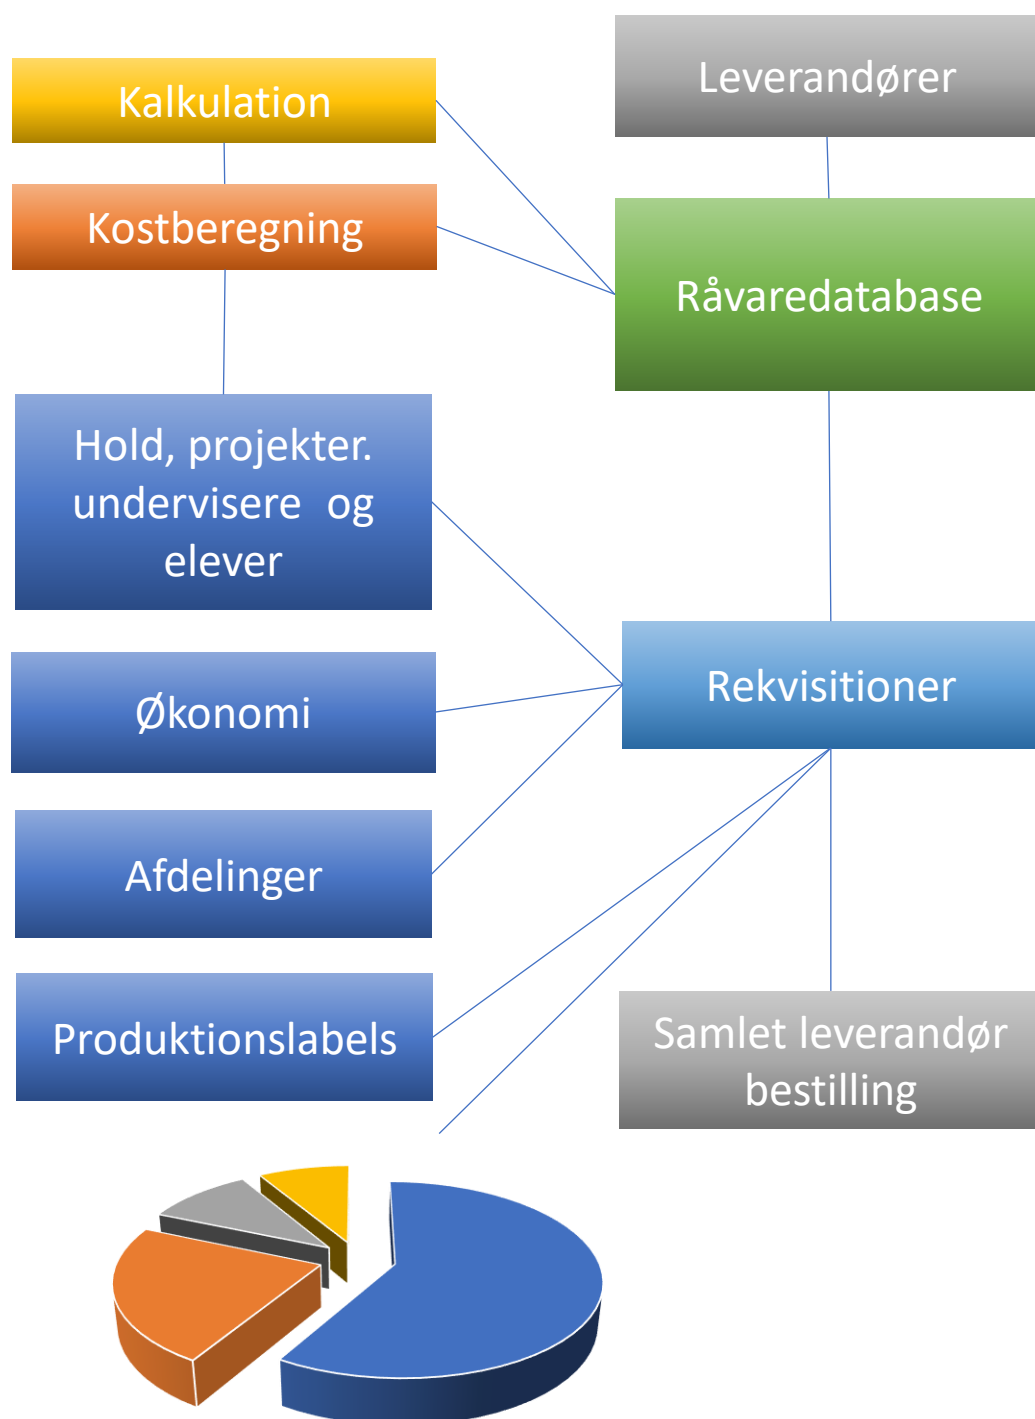 Kalkulation
Leverandører
Kostberegning
Råvaredatabase
Hold, projekter.
undervisere og
elever
Rekvisitioner
Økonomi
Afdelinger
Produktionslabels
Samlet leverandør
bestilling